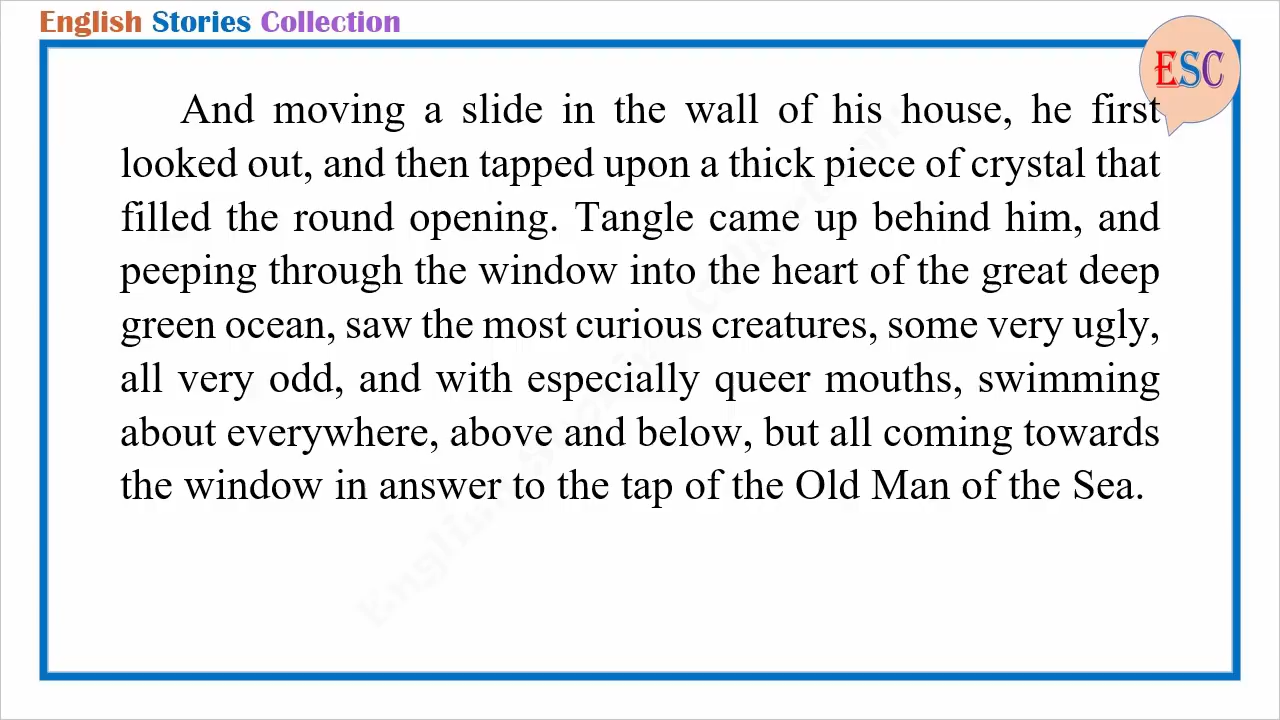 English Stories Collection
ESC
And moving a slide in the wall of his house, he first
looked out, and then tapped upon a thick piece of crystal that
filled the round opening. Tangle came up behind him, and
peeping through the window into the heart of the great deep
green ocean, saw the most curious creatures, some very ugly,
all very odd, and with especially queer mouths, swimming
about everywhere, above and below, but all coming towards
the window in answer to the tap of the Old Man of the Sea.